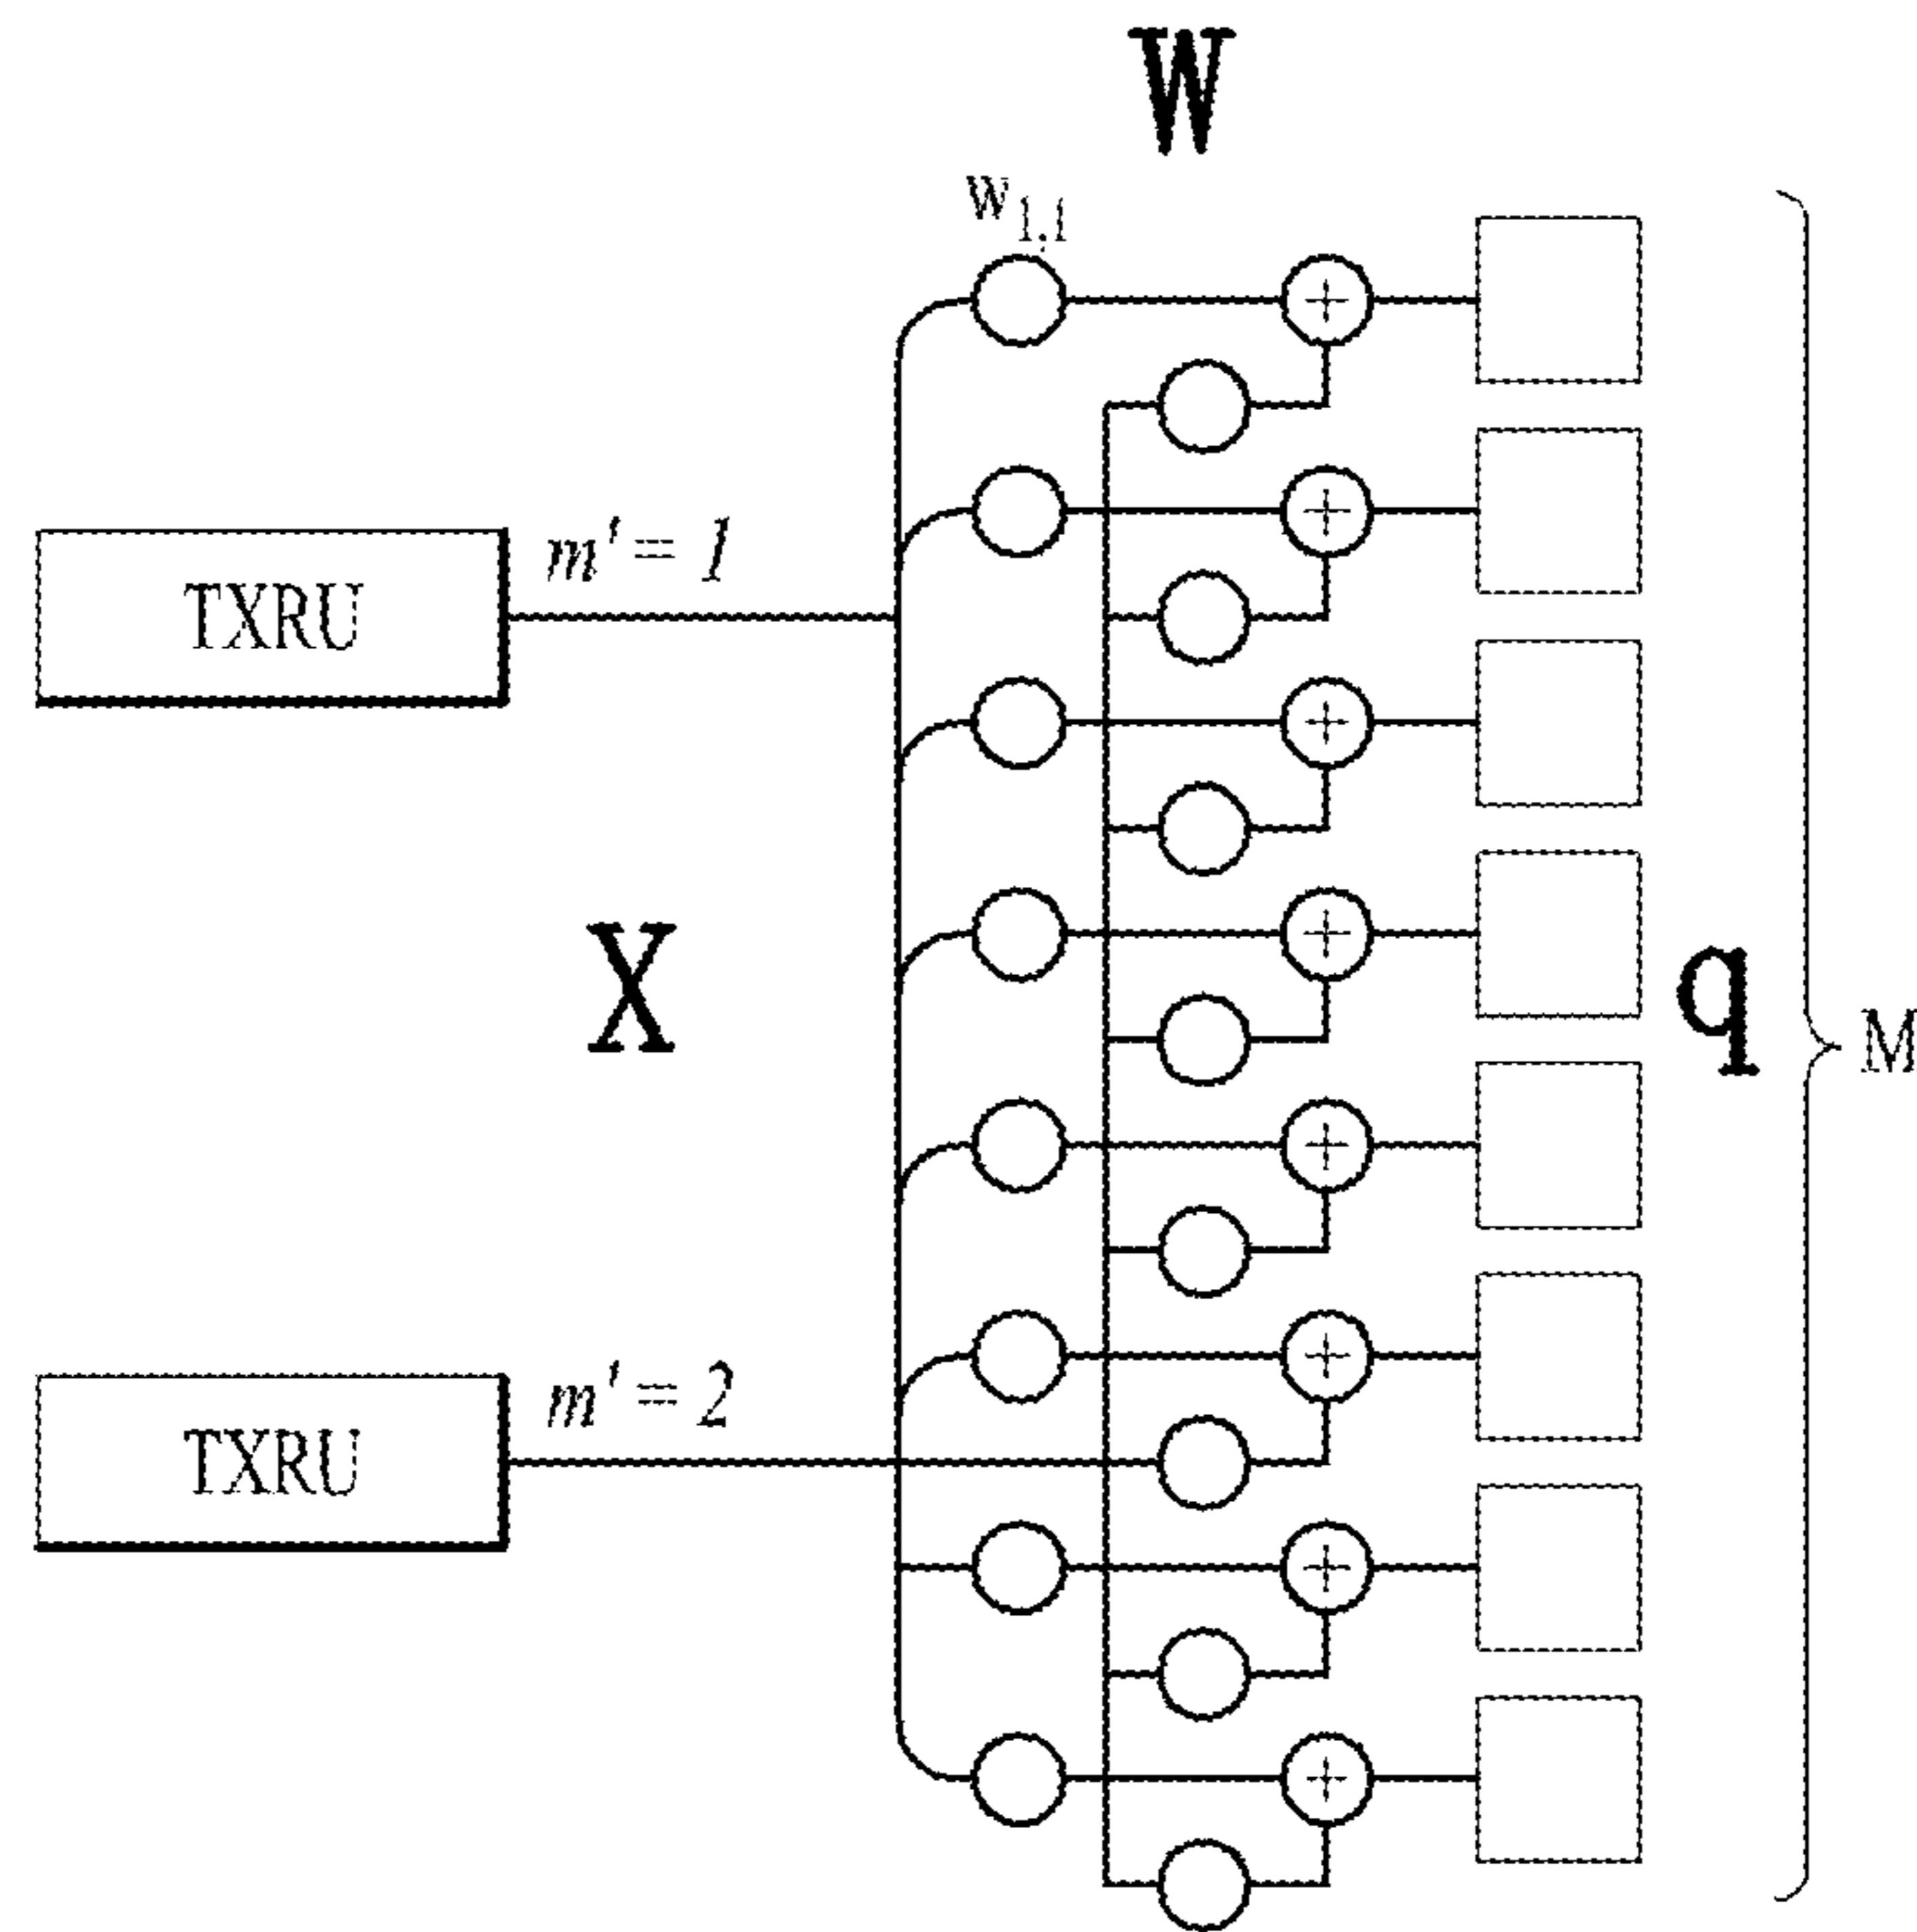 W
w1,1
TXRU
m' = 1
X
q
M
TXRU
m' = 2